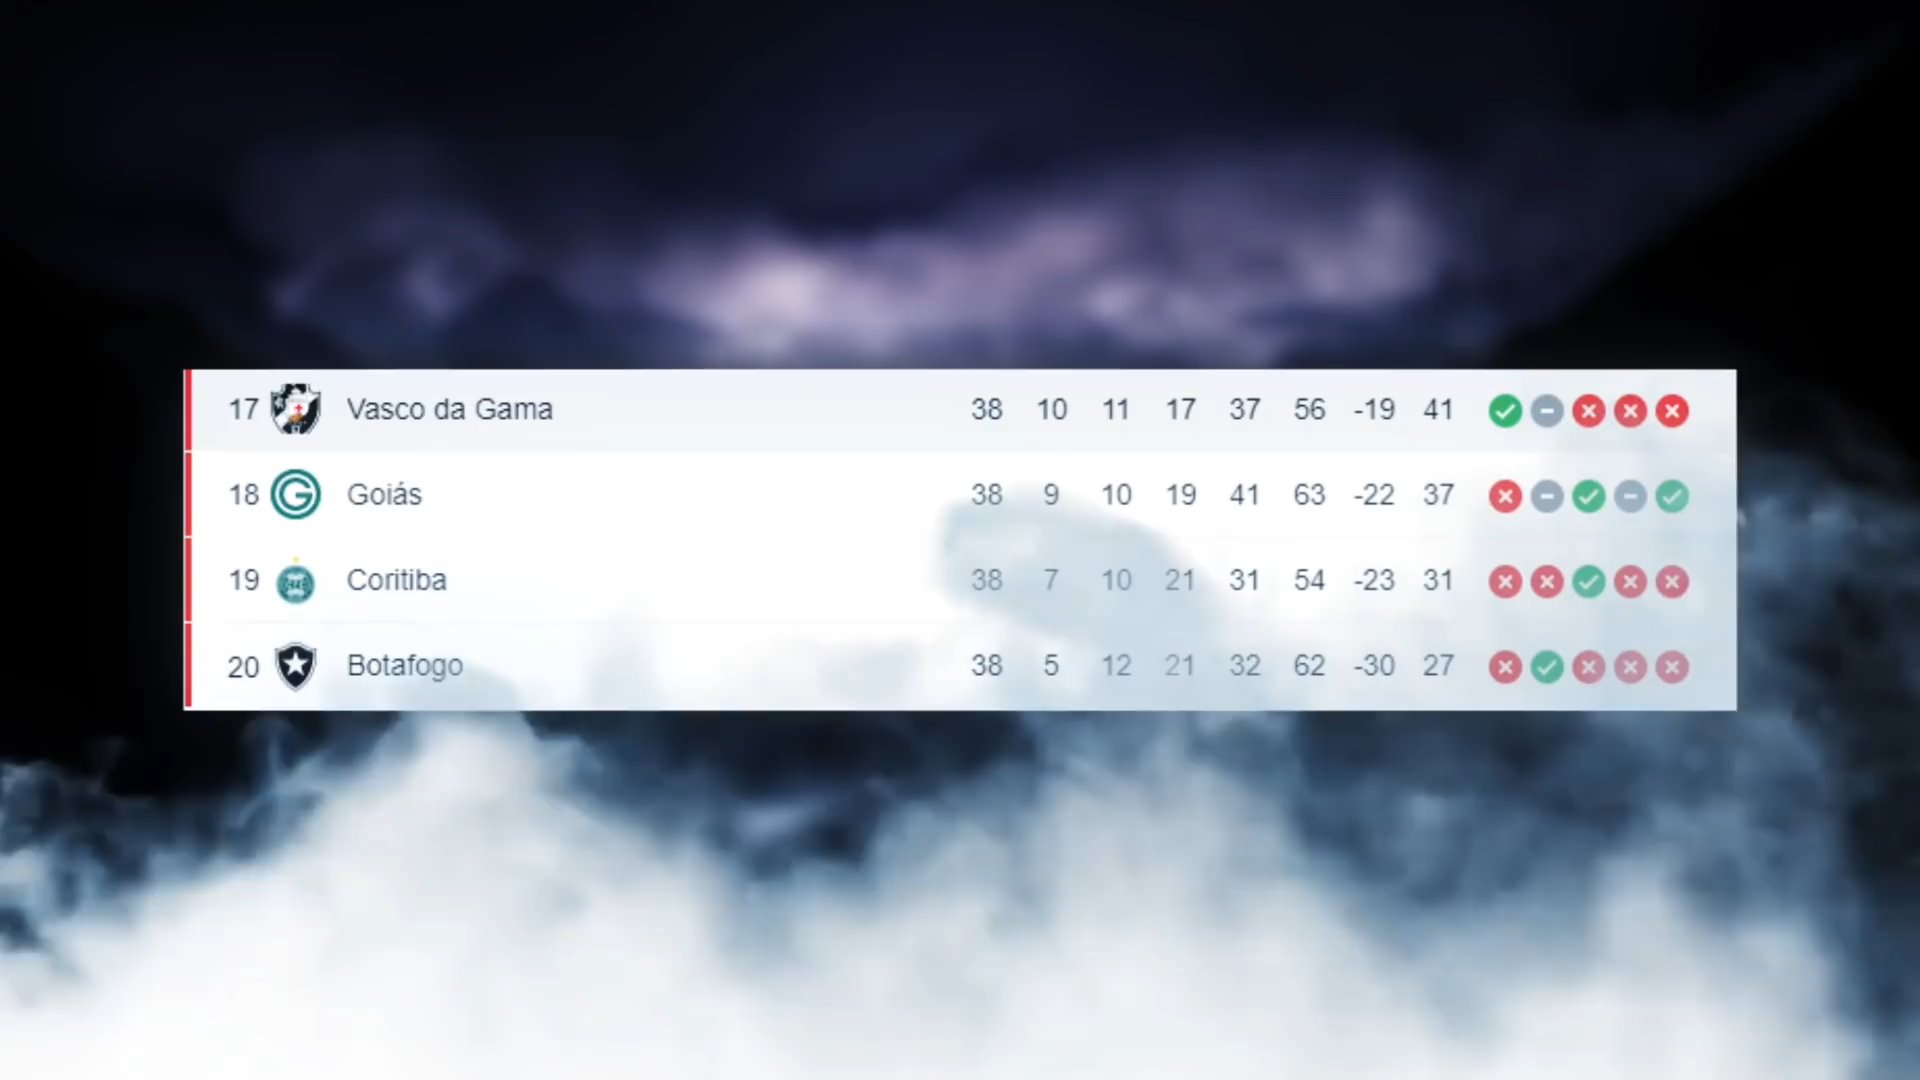 17 Vasco da Gama 38 10 11 17 37 56 -19 41
18 Goiás 38 9 10 19 41 63 -22 37
19 Coritiba 38 7 10 21 31 54 -23 31
20 Botafogo 38 5 12 21 32 62 -30 27